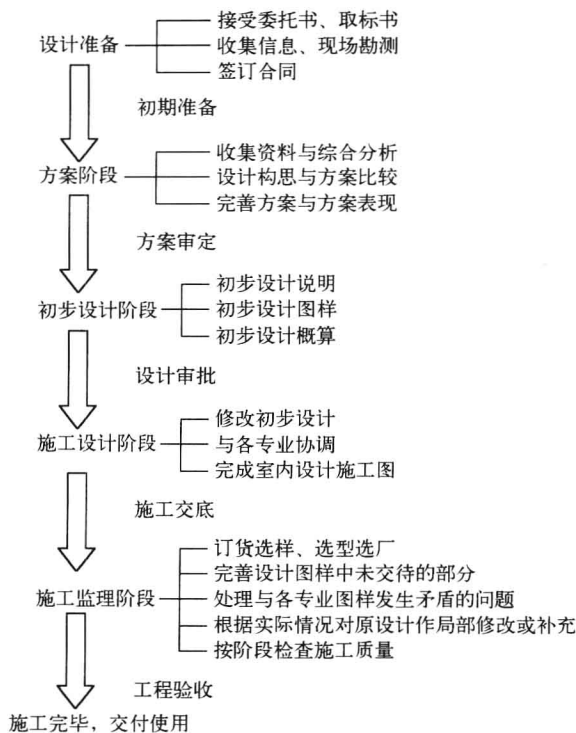 接受委托书、取标书
设计准备
收集信息、现场勘测
签订合同
初期准备
收集资料与综合分析
方案阶段
设计构思与方案比较
完善方案与方案表现
方案审定
初步设计说明
初步设计阶段
初步设计图样
初步设计概算
设计审批
修改初步设计
施工设计阶段
与各专业协调
完成室内设计施工图
施工交底
订货选样、选型选厂
完善设计图样中未交待的部分
施工监理阶段
处理与各专业图样发生矛盾的问题
根据实际情况对原设计作局部修改或补充
按阶段检查施工质量
工程验收
施工完毕，交付使用